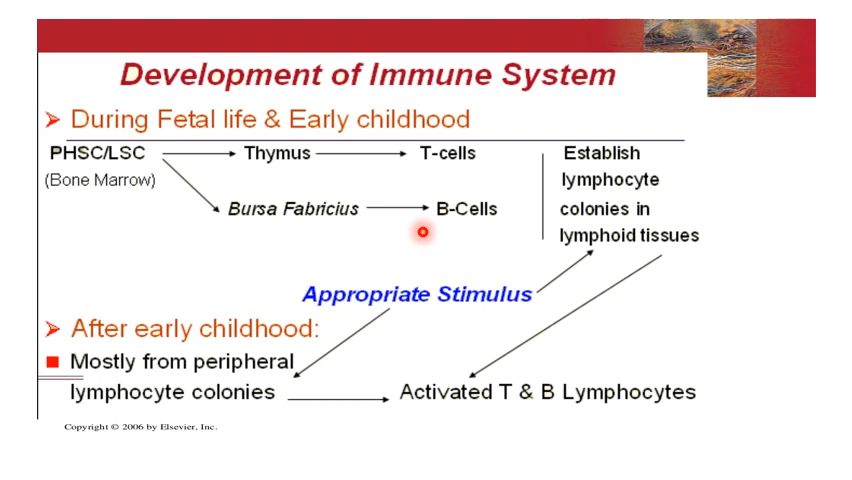 Development of Immune System
During Fetal life & Early childhood
PHSC/LSC Thymus T-cells Establish
(Bone Marrow) lymphocyte
Bursa Fabricius B-Cells colonies in
lymphoid tissues
Appropriate Stimulus
After early childhood:
Mostly from peripheral
lymphocyte colonies Activated T & B Lymphocytes
Copyright © 2006 by Elsevier, Inc.